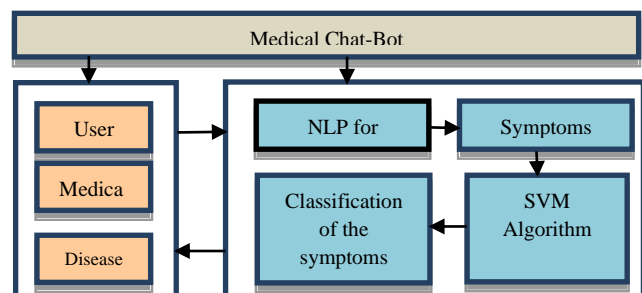 Medical Chat-Bot
User
Medica
Disease
NLP for
Symptoms
Classification
of the
symptoms
SVM
Algorithm